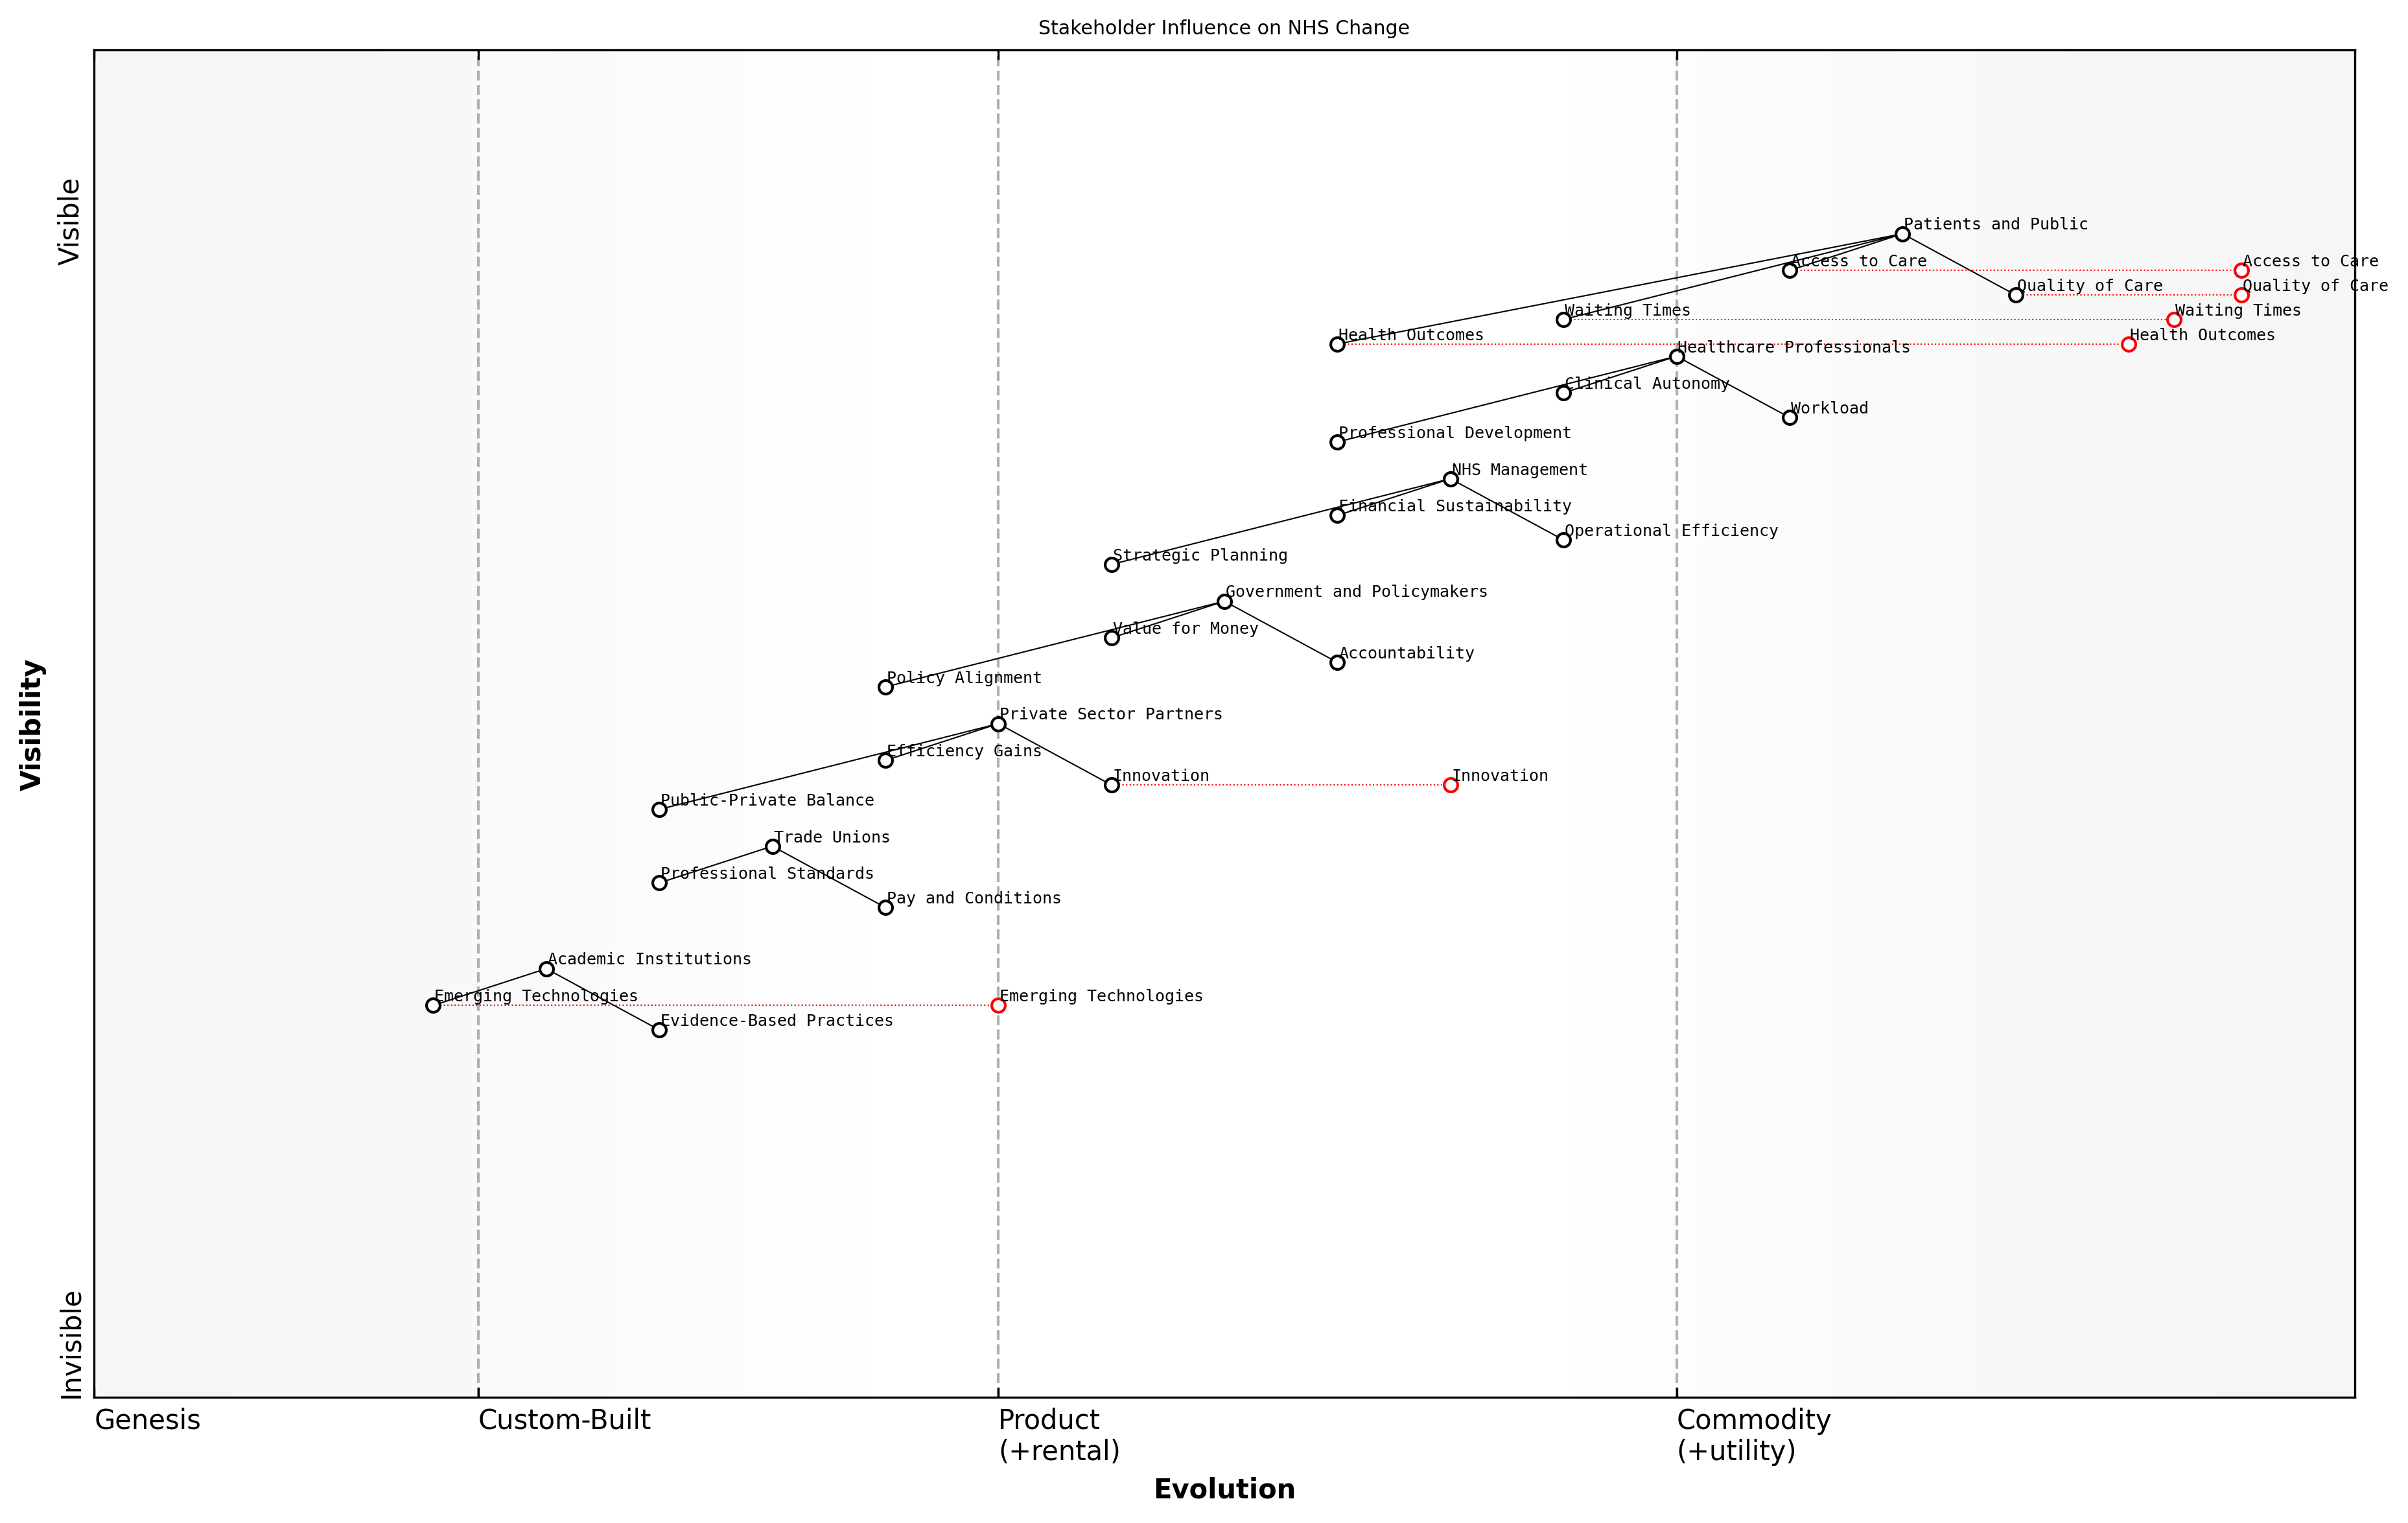 Stakeholder Influence on NHS Change
Visible
Patients and Public
Access to Care
Access to Care
Quality of Care
Quality of Care
Waiting Times
Waiting Times
Health Outcomes
Health Outcomes
Healthcare Professionals
Clinical Autonomy
Workload
Professional Development
NHS Management
Financial Sustainability
Operational Efficiency
Strategic Planning
Government and Policymakers
Value for Money
Accountability
Policy Alignment
Visibility
Private Sector Partners
Efficiency Gains
Innovation
Innovation
Public-Private Balance
Trade Unions
Professional Standards
Pay and Conditions
Academic Institutions
Emerging Technologies
Emerging Technologies
Evidence-Based Practices
Invisible
Genesis
Custom-Built
Product
(+rental)
Commodity
(+utility)
Evolution